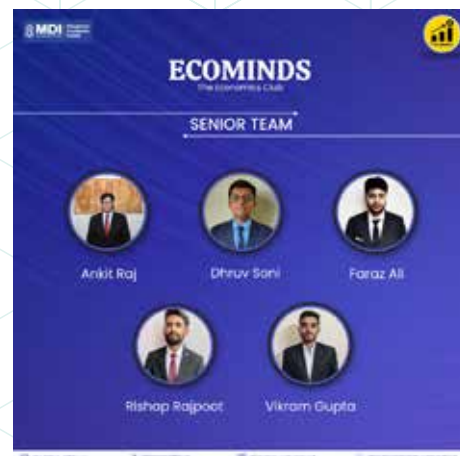 MDI
ECOMINDS
The Economics Club
SENIOR TEAM
Ankit Raj
Dhruv Soni
Faraz Ali
Rishap Rajpoot
Vikram Gupta